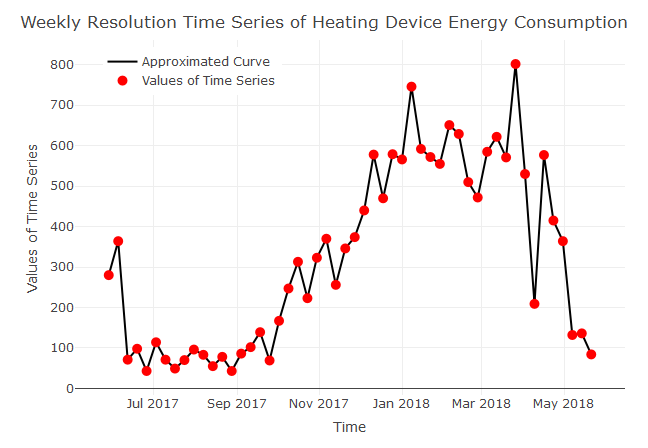 Weekly Resolution Time Series of Heating Device Energy Consumption
Approximated Curve
Values of Time Series
Values of Time Series
800
700
600
500
400
300
200
100
0
Jul 2017 Sep 2017 Nov 2017 Jan 2018 Mar 2018 May 2018
Time